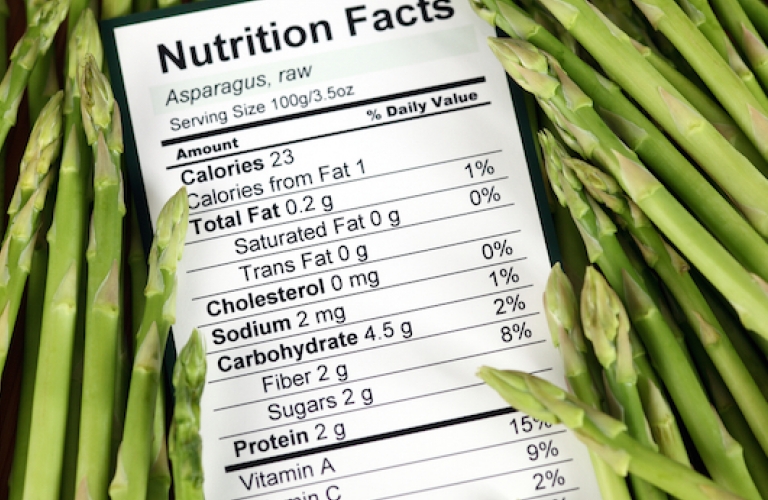 Nutrition Facts
Asparagus, raw
Serving Size 100g/3.5oz
Amount % Daily Value
Calories 23
Calories from Fat 1
Total Fat 0.2 g 1%
Saturated Fat 0 g 0%
Trans Fat 0 g
Cholesterol 0 mg 0%
Sodium 2 mg 1%
Carbohydrate 4.5 g 2%
Fiber 2 g 8%
Sugars 2 g
Protein 2 g
Vitamin A 15%
C 9%
2%